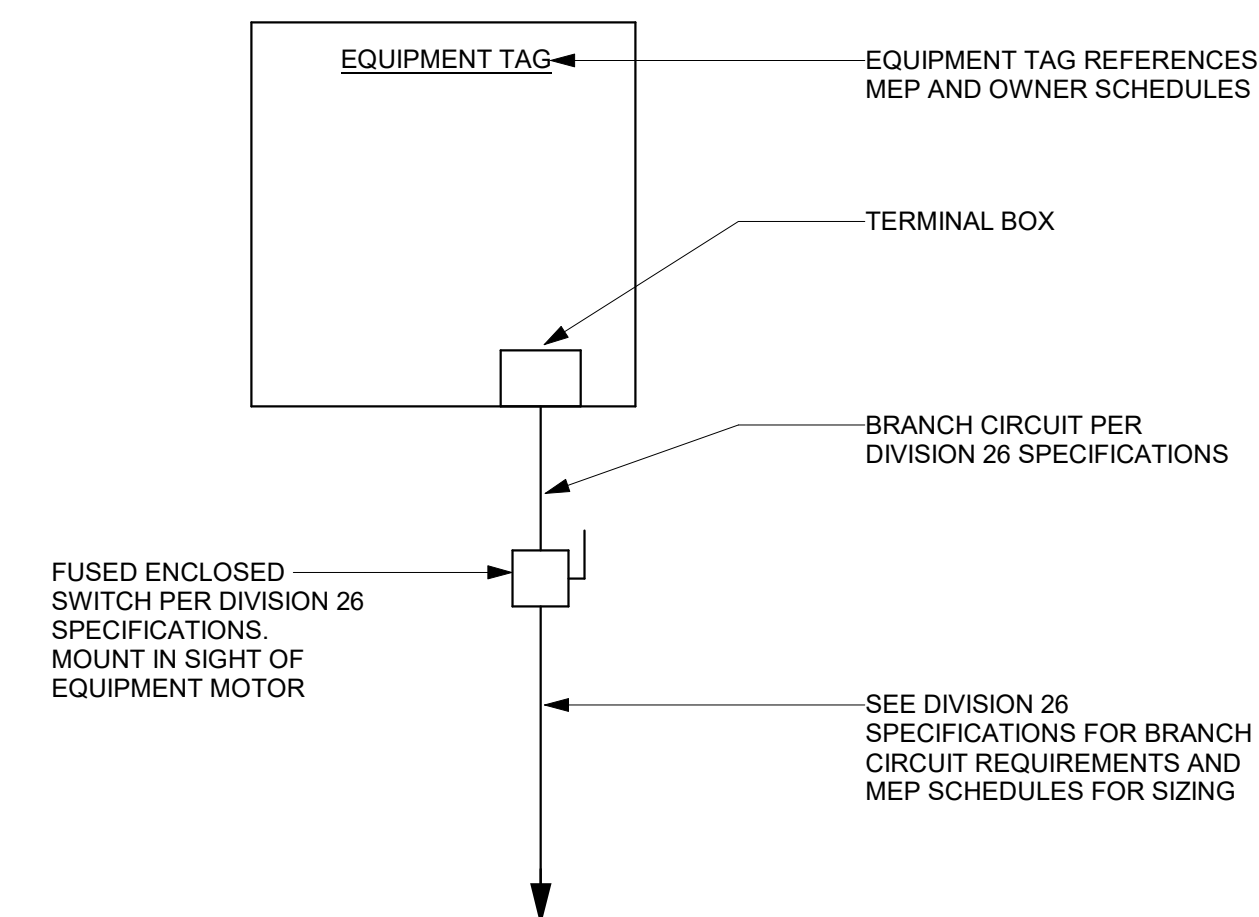 EQUIPMENT TAG
EQUIPMENT TAG REFERENCES
MEP AND OWNER SCHEDULES
TERMINAL BOX
BRANCH CIRCUIT PER
DIVISION 26 SPECIFICATIONS
FUSED ENCLOSED
SWITCH PER DIVISION 26
SPECIFICATIONS.
MOUNT IN SIGHT OF
EQUIPMENT MOTOR
SEE DIVISION 26
SPECIFICATIONS FOR BRANCH
CIRCUIT REQUIREMENTS AND
MEP SCHEDULES FOR SIZING